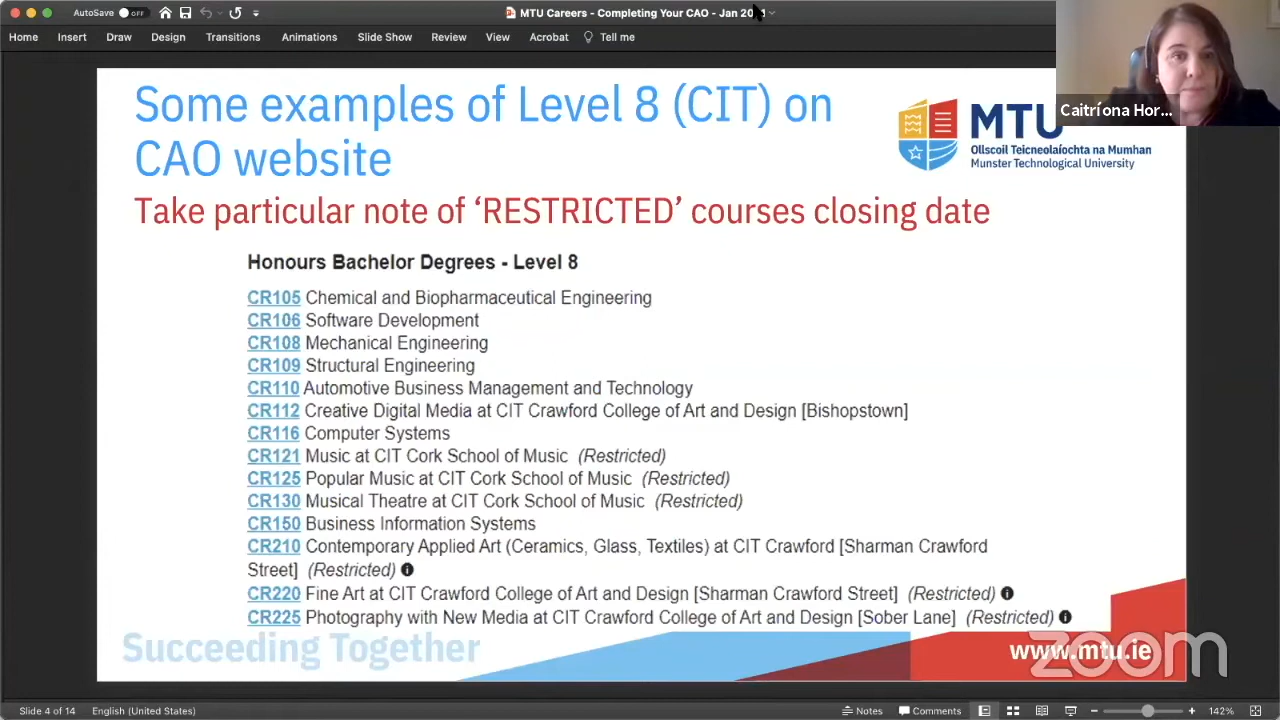 AutoSave OFF
MTU Careers - Completing Your CAO - Jan 2021
Home Insert Draw Design Transitions Animations Slide Show Review View Acrobat Tell me
Caitríona Hor...
Some examples of Level 8 (CIT) on
CAO website
MTU
Ollscoil Teicneolaíochta na Mumhan
Munster Technological University
Take particular note of ‘RESTRICTED’ courses closing date
Honours Bachelor Degrees - Level 8
CR105 Chemical and Biopharmaceutical Engineering
CR106 Software Development
CR108 Mechanical Engineering
CR109 Structural Engineering
CR110 Automotive Business Management and Technology
CR112 Creative Digital Media at CIT Crawford College of Art and Design [Bishopstown]
CR116 Computer Systems
CR121 Music at CIT Cork School of Music (Restricted)
CR125 Popular Music at CIT Cork School of Music (Restricted)
CR130 Musical Theatre at CIT Cork School of Music (Restricted)
CR150 Business Information Systems
CR210 Contemporary Applied Art (Ceramics, Glass, Textiles) at CIT Crawford [Sharman Crawford
Street] (Restricted)
CR220 Fine Art at CIT Crawford College of Art and Design [Sharman Crawford Street] (Restricted)
CR225 Photography with New Media at CIT Crawford College of Art and Design [Sober Lane] (Restricted)
Succeeding Together
www.mtu.ie
zoom
Slide 4 of 14 English (United States) Notes Comments 142%